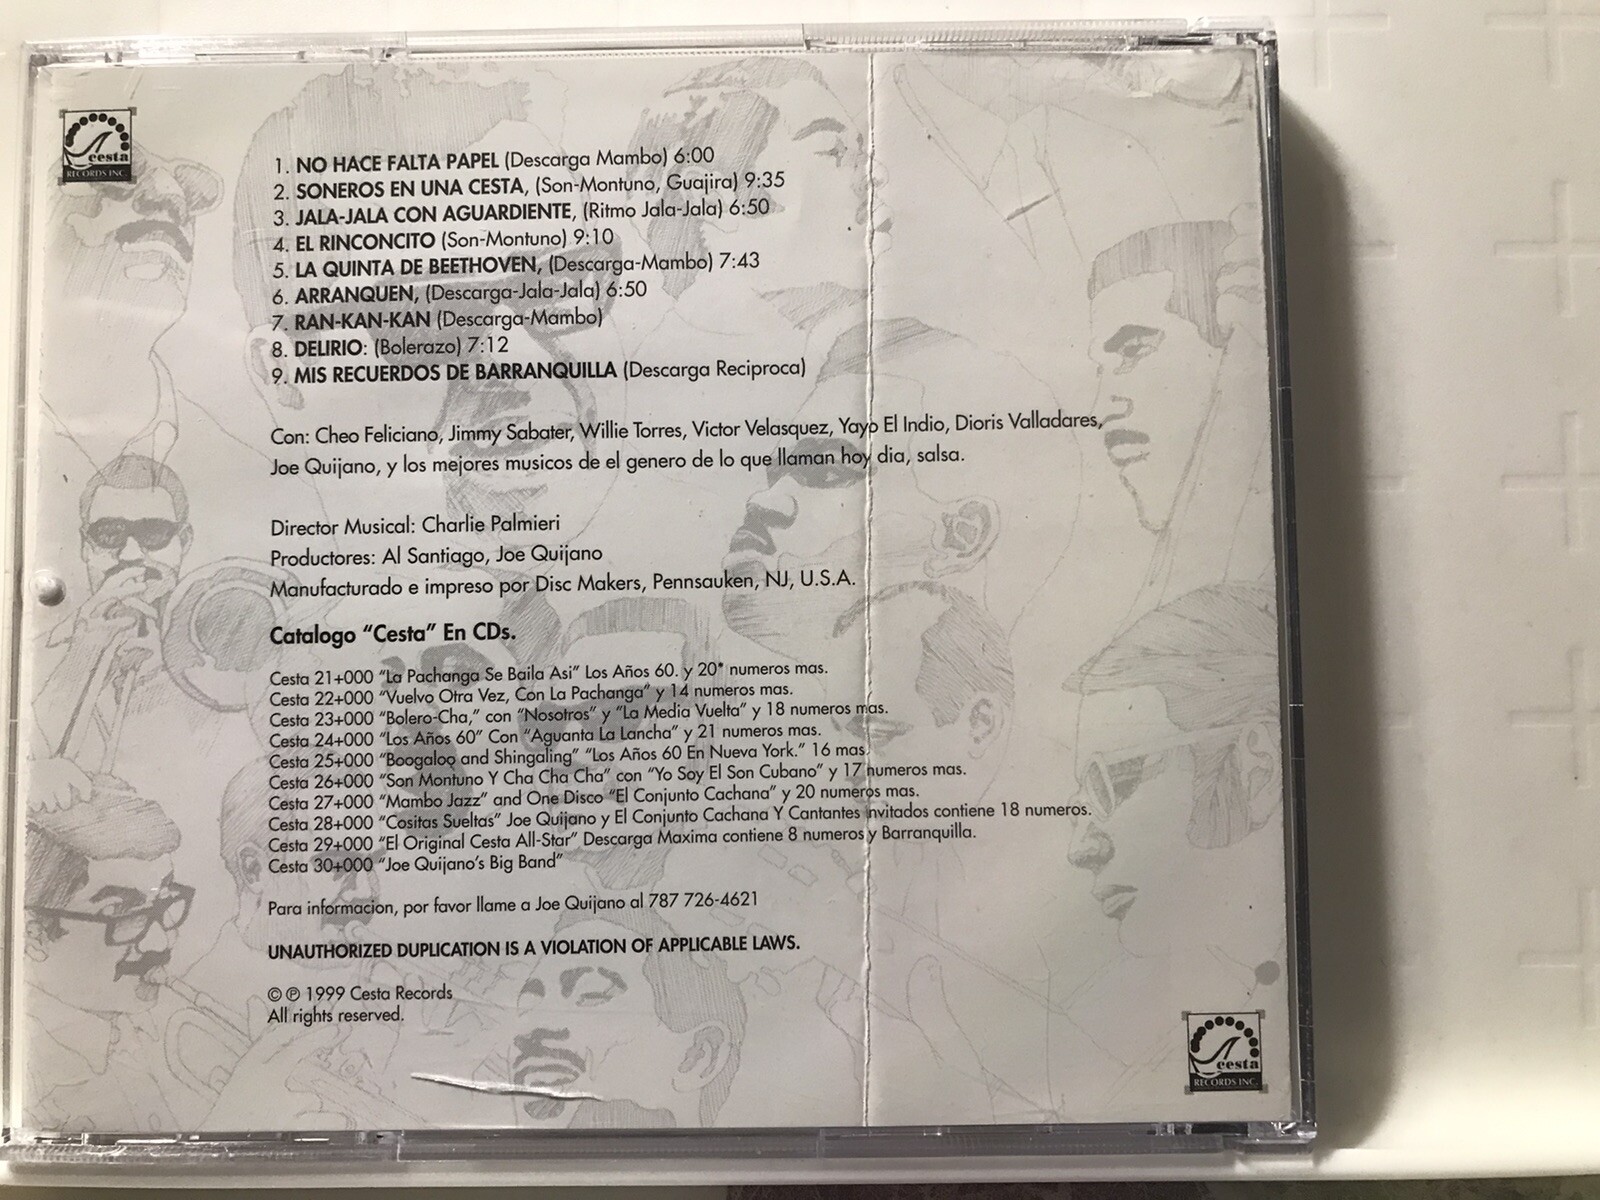 cesta
RECORDS INC.
1. NO HACE FALTA PAPEL (Descarga Mambo) 6:00
2. SONEROS EN UNA CESTA, (Son-Montuno, Guajira) 9:35
3. JALA-JALA CON AGUARDIENTE, (Ritmo Jala-Jala) 6:50
4. EL RINCONCITO (Son-Montuno) 9:10
5. LA QUINTA DE BEETHOVEN, (Descarga-Mambo) 7:43
6. ARRANQUEN, (Descarga-Jala-Jala) 6:50
7. RAN-KAN-KAN (Descarga-Mambo)
8. DELIRIO: (Bolerazo) 7:12
9. MIS RECUERDOS DE BARRANQUILLA (Descarga Reciproca)
Con: Cheo Feliciano, Jimmy Sabater, Willie Torres, Victor Velasquez, Yayo El Indio, Dioris Valladares,
Joe Quijano, y los mejores musicos de el genero de lo que llaman hoy dia, salsa.
Director Musical: Charlie Palmieri
Productores: Al Santiago, Joe Quijano
Manufacturado e impreso por Disc Makers, Pennsauken, NJ, U.S.A.
Catalogo “Cesta” En CDs.
Cesta 21+000 “La Pachanga Se Baila Asi” Los Años 60. y 20* numeros mas.
Cesta 22+000 “Vuelvo Otra Vez, Con La Pachanga” y 14 numeros mas.
Cesta 23+000 “Bolero-Cha,” con “Nosotros” y “La Media Vuelta” y 18 numeros mas.
Cesta 24+000 “Los Años 60” Con “Aguanta La Lancha” y 21 numeros mas.
Cesta 25+000 “Boogaloo and Shingaling” “Los Años 60 En Nueva York.” 16 mas.
Cesta 26+000 “Son Montuno Y Cha Cha Cha” con “Yo Soy El Son Cubano” y 17 numeros mas.
Cesta 27+000 “Mambo Jazz” and One Disco “El Conjunto Cachana” y 20 numeros mas.
Cesta 28+000 “Cositas Sueltas” Joe Quijano y El Conjunto Cachana Y Cantantes invitados contiene 18 numeros.
Cesta 29+000 “El Original Cesta All-Star” Descarga Maxima contiene 8 numeros y Barranquilla.
Cesta 30+000 “Joe Quijano’s Big Band”
Para informacion, por favor llame a Joe Quijano al 787 726-4621
UNAUTHORIZED DUPLICATION IS A VIOLATION OF APPLICABLE LAWS.
© ℗ 1999 Cesta Records
All rights reserved.
cesta
RECORDS INC.